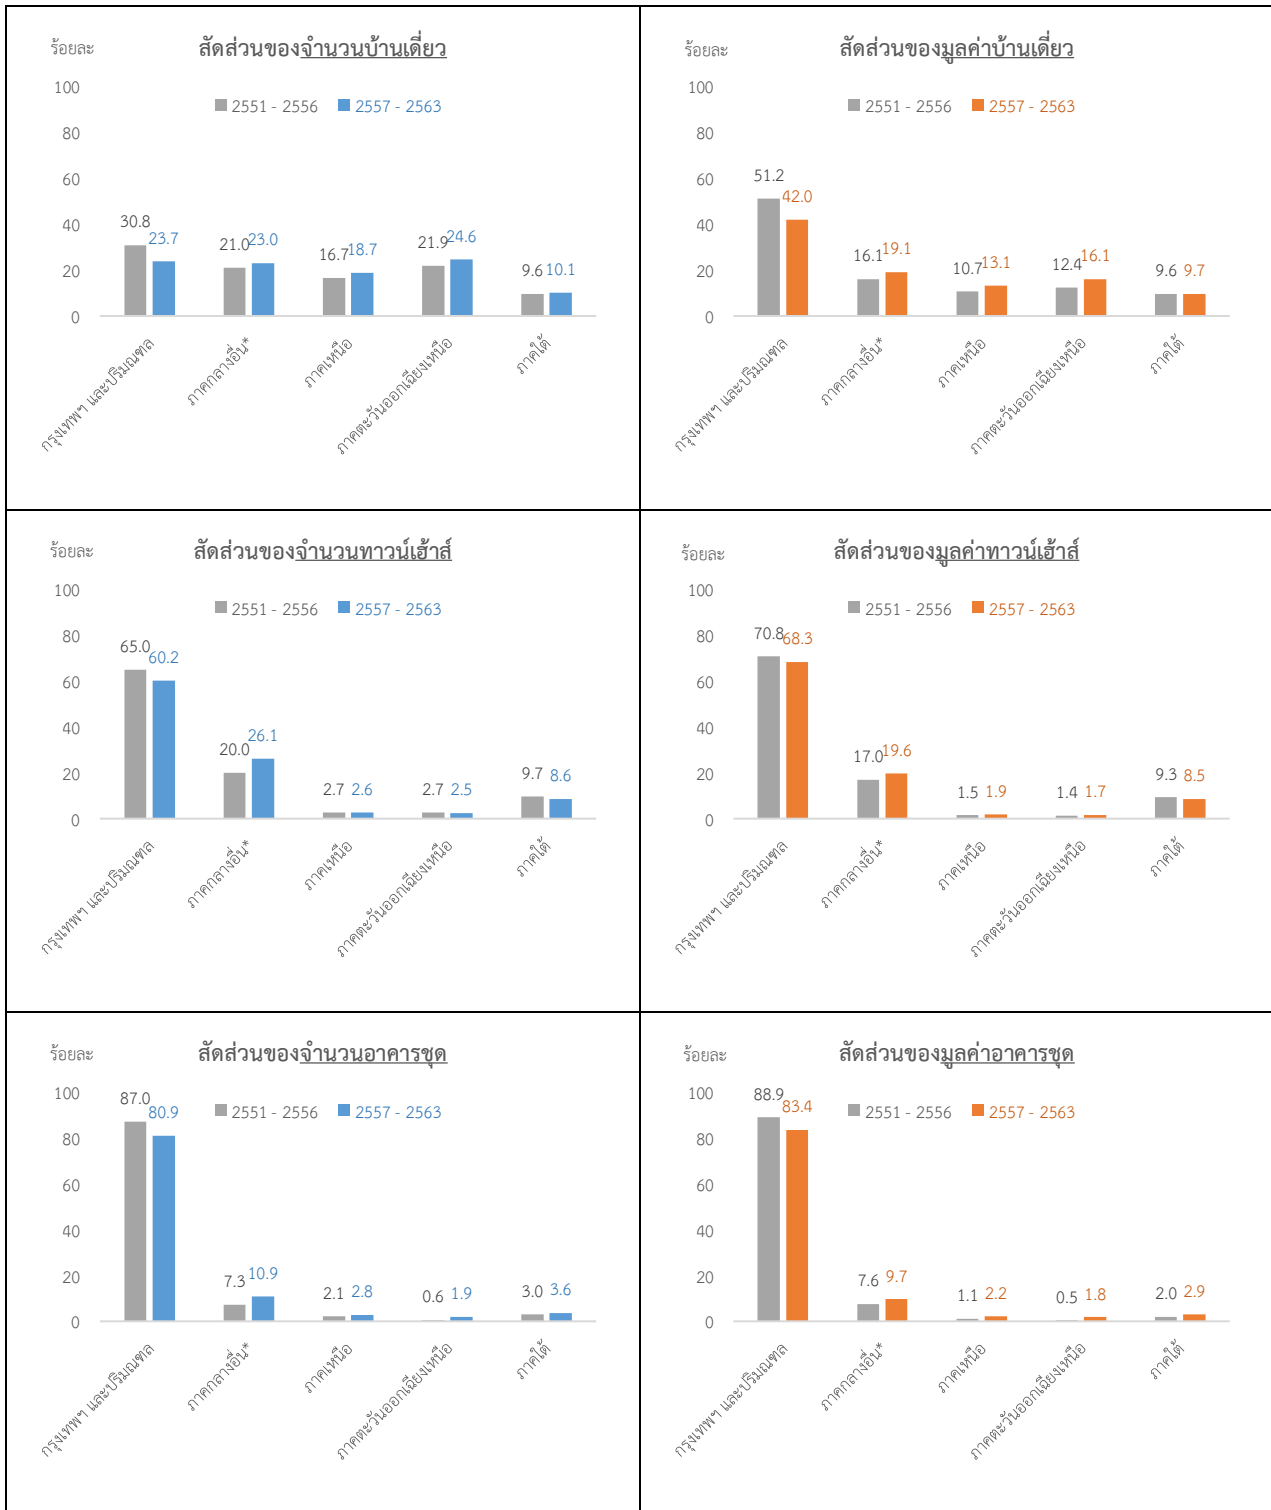 ร้อยละ
สัดส่วนของจำนวนบ้านเดี่ยว
2551 - 2556 2557 - 2563
100
80
60
40
20
0
30.8 23.7 21.0 23.0 16.7 18.7 21.9 24.6 9.6 10.1
กรุงเทพฯ และปริมณฑล
ภาคกลางอื่น*
ภาคเหนือ
ภาคตะวันออกเฉียงเหนือ
ภาคใต้
ร้อยละ
สัดส่วนของมูลค่าบ้านเดี่ยว
2551 - 2556 2557 - 2563
100
80
60
40
20
0
51.2 42.0 16.1 19.1 10.7 13.1 12.4 16.1 9.6 9.7
กรุงเทพฯ และปริมณฑล
ภาคกลางอื่น*
ภาคเหนือ
ภาคตะวันออกเฉียงเหนือ
ภาคใต้
ร้อยละ
สัดส่วนของจำนวนทาวน์เฮ้าส์
2551 - 2556 2557 - 2563
100
80
60
40
20
0
65.0 60.2 20.0 26.1 2.7 2.6 2.7 2.5 9.7 8.6
กรุงเทพฯ และปริมณฑล
ภาคกลางอื่น*
ภาคเหนือ
ภาคตะวันออกเฉียงเหนือ
ภาคใต้
ร้อยละ
สัดส่วนของมูลค่าทาวน์เฮ้าส์
2551 - 2556 2557 - 2563
100
80
60
40
20
0
70.8 68.3 17.0 19.6 1.5 1.9 1.4 1.7 9.3 8.5
กรุงเทพฯ และปริมณฑล
ภาคกลางอื่น*
ภาคเหนือ
ภาคตะวันออกเฉียงเหนือ
ภาคใต้
ร้อยละ
สัดส่วนของจำนวนอาคารชุด
2551 - 2556 2557 - 2563
100
80
60
40
20
0
87.0 80.9 7.3 10.9 2.1 2.8 0.6 1.9 3.0 3.6
กรุงเทพฯ และปริมณฑล
ภาคกลางอื่น*
ภาคเหนือ
ภาคตะวันออกเฉียงเหนือ
ภาคใต้
ร้อยละ
สัดส่วนของมูลค่าอาคารชุด
2551 - 2556 2557 - 2563
100
80
60
40
20
0
88.9 83.4 7.6 9.7 1.1 2.2 0.5 1.8 2.0 2.9
กรุงเทพฯ และปริมณฑล
ภาคกลางอื่น*
ภาคเหนือ
ภาคตะวันออกเฉียงเหนือ
ภาคใต้